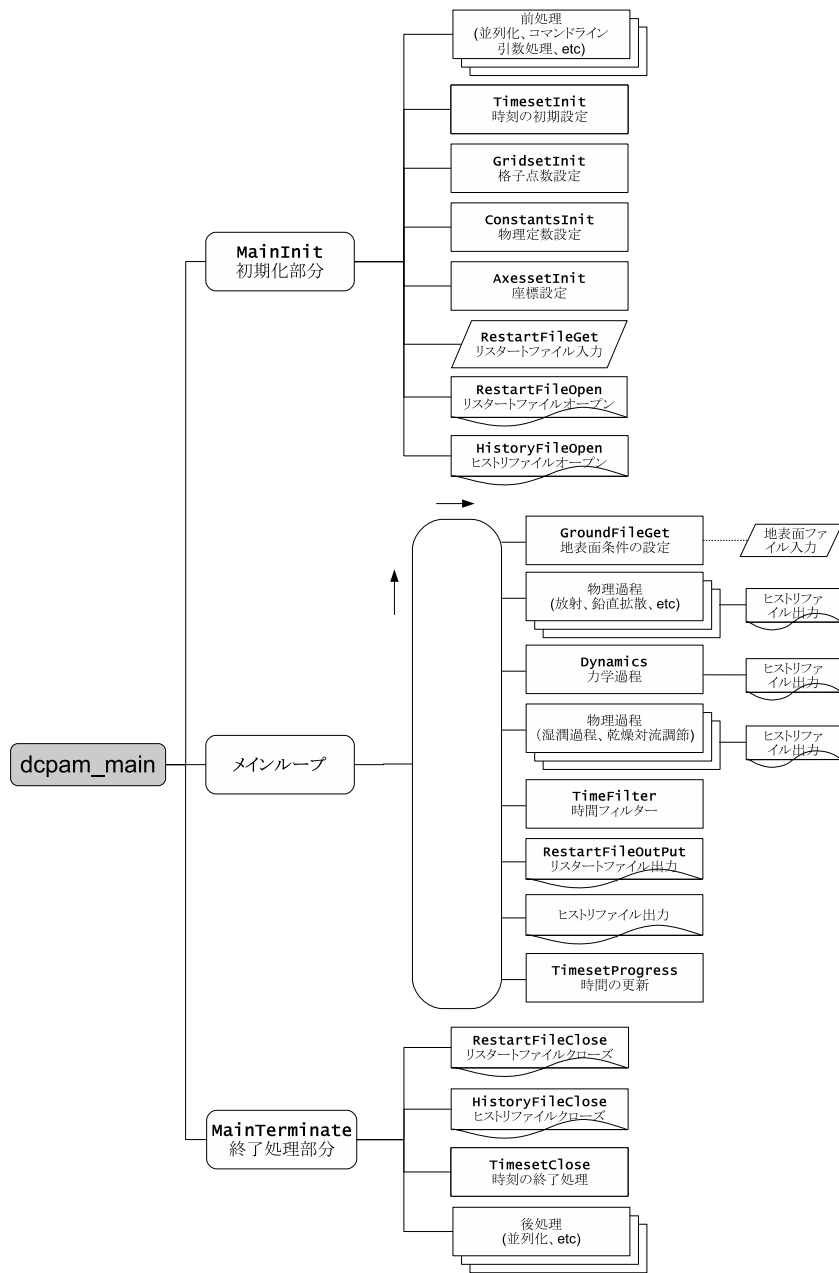 前処理
(並列化、コマンドライン
引数処理、etc)
TimesetInit
時刻の初期設定
GridsetInit
格子点数設定
ConstantsInit
物理定数設定
AxessetInit
座標設定
RestartFileGet
リスタートファイル入力
RestartFileOpen
リスタートファイルオープン
HistoryFileOpen
ヒストリファイルオープン
MainInit
初期化部分
GroundFileGet
地表面条件の設定
地表面ファ
イル入力
物理過程
(放射、鉛直拡散、etc)
ヒストリファ
イル出力
Dynamics
力学過程
ヒストリファ
イル出力
物理過程
(湿潤過程、乾燥対流調節)
ヒストリファ
イル出力
dcpam_main
メインループ
TimeFilter
時間フィルター
RestartFileOutPut
リスタートファイル出力
ヒストリファイル出力
TimesetProgress
時間の更新
RestartFileClose
リスタートファイルクローズ
HistoryFileClose
ヒストリファイルクローズ
MainTerminate
終了処理部分
TimesetClose
時刻の終了処理
後処理
(並列化、etc)